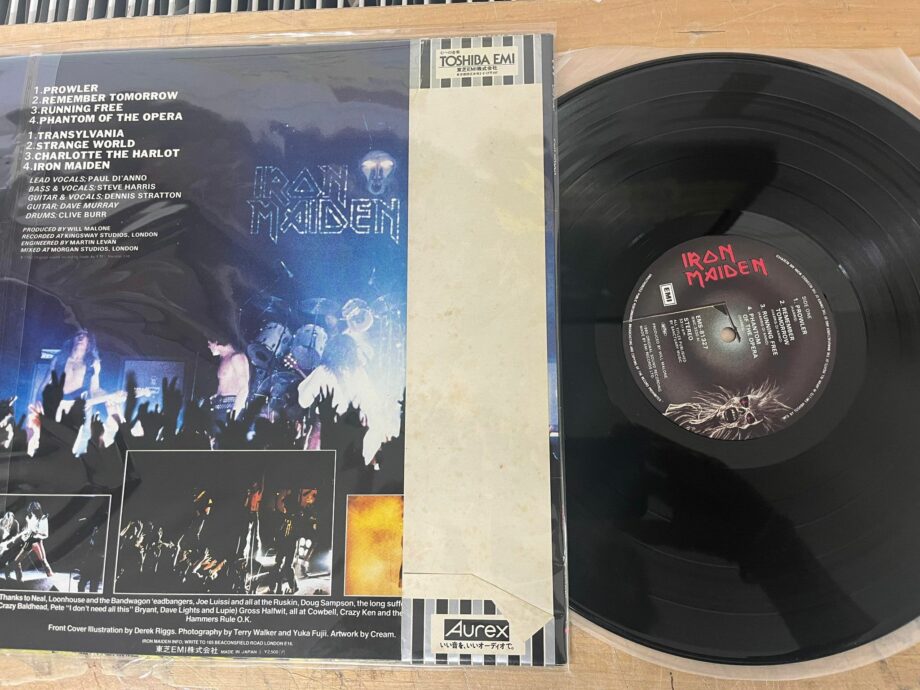 1.PROWLER
2.REMEMBER TOMORROW
3.RUNNING FREE
4.PHANTOM OF THE OPERA
1.TRANSYLVANIA
2.STRANGE WORLD
3.CHARLOTTE THE HARLOT
4.IRON MAIDEN
LEAD VOCALS; PAUL DI'ANNO
BASS & VOCALS; STEVE HARRIS
GUITAR & VOCALS; DENNIS STRATTON
GUITAR; DAVE MURRAY
DRUMS; CLIVE BURR
PRODUCED BY WILL MALONE
RECORDED AT KINGSWAY STUDIOS, LONDON
ENGINEERED BY MARTIN LEVAN
MIXED AT MORGAN STUDIOS, LONDON
IRON
MAIDEN
Thanks to Neal, Loonhouse and the Bandwagon 'eadbangers, Joe Luissi and all at the Ruskin, Doug Sampson, the long suffe
Crazy Baldhead, Pete "I don't need all this" Bryant, Dave Lights and Lupie) Gross Halfwit, all at Cowbell, Crazy Ken and the
Hammers Rule O.K.
Front Cover Illustration by Derek Riggs. Photography by Terry Walker and Yuka Fujii. Artwork by Cream.
IRON MAIDEN INFO; WRITE TO 165 BEACONSFIELD ROAD LONDON E16.
東芝EMI株式会社 MADE IN JAPAN ¥2,500
TOSHIBA EMI
東芝EMI株式会社
Aurex
いい音を、いいオーディオで。
IRON
MAIDEN
EMI
SIDE ONE
1. PROWLER
2. REMEMBER
TOMORROW
3. RUNNING FREE
4. PHANTOM
OF THE OPERA
EMS-81327
STEREO
PRODUCED BY WILL MALONE